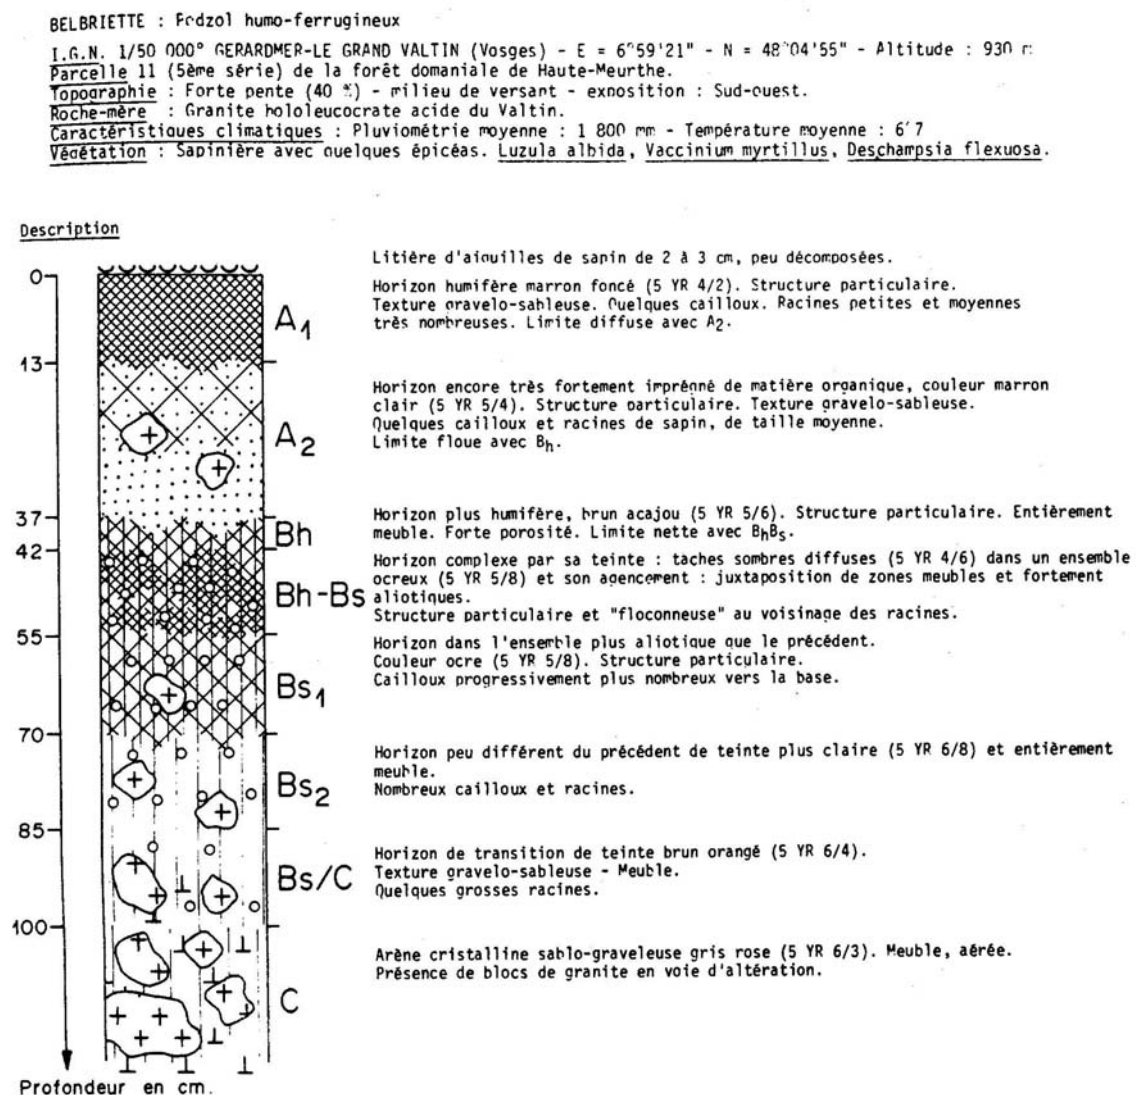 BELBRIETTE : Podzol humo-ferrugineux
I.G.N. 1/50 000° GERARDMER-LE GRAND VALTIN (Vosges) - E = 6°59'21" - N = 48°04'55" - Altitude : 930 m
Parcelle 11 (5ème série) de la forêt domaniale de Haute-Meurthe.
Topographie : Forte pente (40 %) - milieu de versant - exposition : Sud-ouest.
Roche-mère : Granite hololeucocrate acide du Valtin.
Caractéristiques climatiques : Pluviométrie moyenne : 1 800 mm - Température moyenne : 6°7
Végétation : Sapinière avec quelques épicéas. Luzula albida, Vaccinium myrtillus, Deschampsia flexuosa.
Description
Litière d'aiguilles de sapin de 2 à 3 cm, peu décomposées.
0
A1
Horizon humifère marron foncé (5 YR 4/2). Structure particulaire.
Texture gravelo-sableuse. Quelques cailloux. Racines petites et moyennes
très nombreuses. Limite diffuse avec A2.
13
A2
Horizon encore très fortement imprégné de matière organique, couleur marron
clair (5 YR 5/4). Structure particulaire. Texture gravelo-sableuse.
Quelques cailloux et racines de sapin, de taille moyenne.
Limite floue avec Bh.
37
Bh
Horizon plus humifère, brun acajou (5 YR 5/6). Structure particulaire. Entièrement
meuble. Forte porosité. Limite nette avec BhBs.
42
Bh-Bs
Horizon complexe par sa teinte : taches sombres diffuses (5 YR 4/6) dans un ensemble
ocreux (5 YR 5/8) et son agencement : juxtaposition de zones meubles et fortement
aliotiques.
Structure particulaire et "floconneuse" au voisinage des racines.
55
Bs1
Horizon dans l'ensemble plus aliotique que le précédent.
Couleur ocre (5 YR 5/8). Structure particulaire.
Cailloux progressivement plus nombreux vers la base.
70
Bs2
Horizon peu différent du précédent de teinte plus claire (5 YR 6/8) et entièrement
meuble.
Nombreux cailloux et racines.
85
Bs/C
Horizon de transition de teinte brun orangé (5 YR 6/4).
Texture gravelo-sableuse - Meuble.
Quelques grosses racines.
100
C
Arène cristalline sablo-graveleuse gris rose (5 YR 6/3). Meuble, aérée.
Présence de blocs de granite en voie d'altération.
Profondeur en cm.